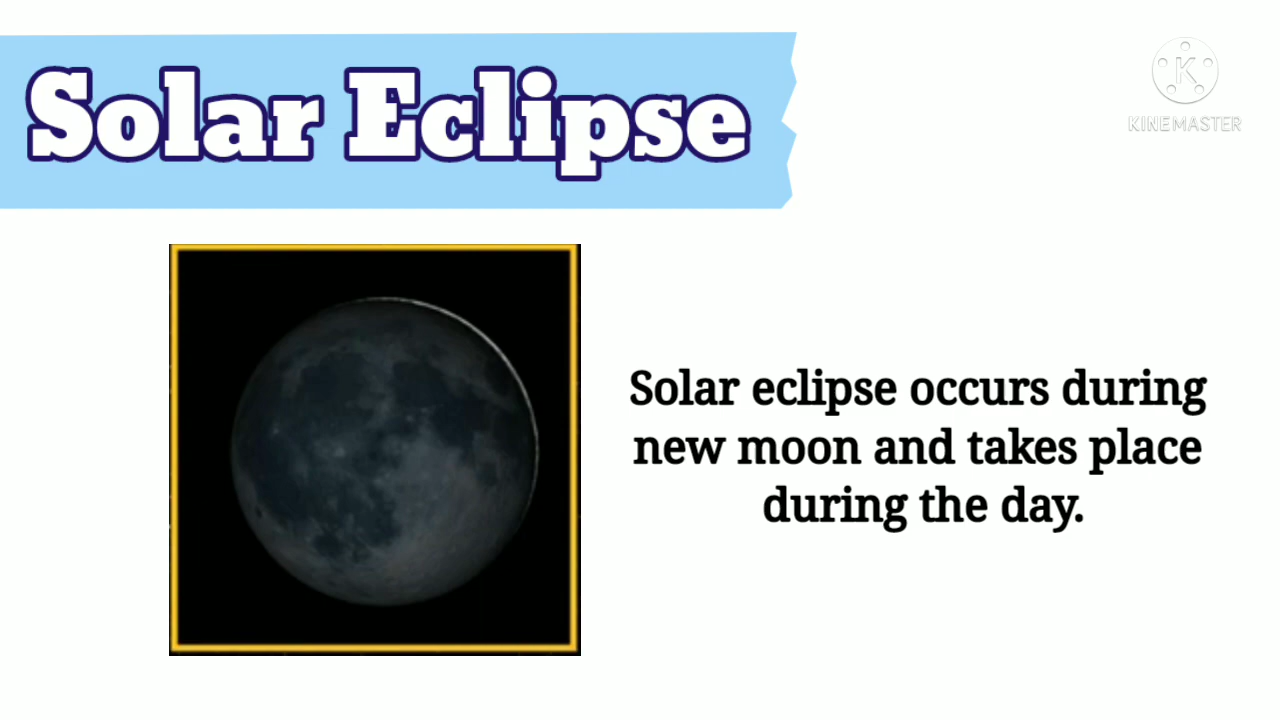 Solar Eclipse
K
KINEMASTER
Solar eclipse occurs during
new moon and takes place
during the day.